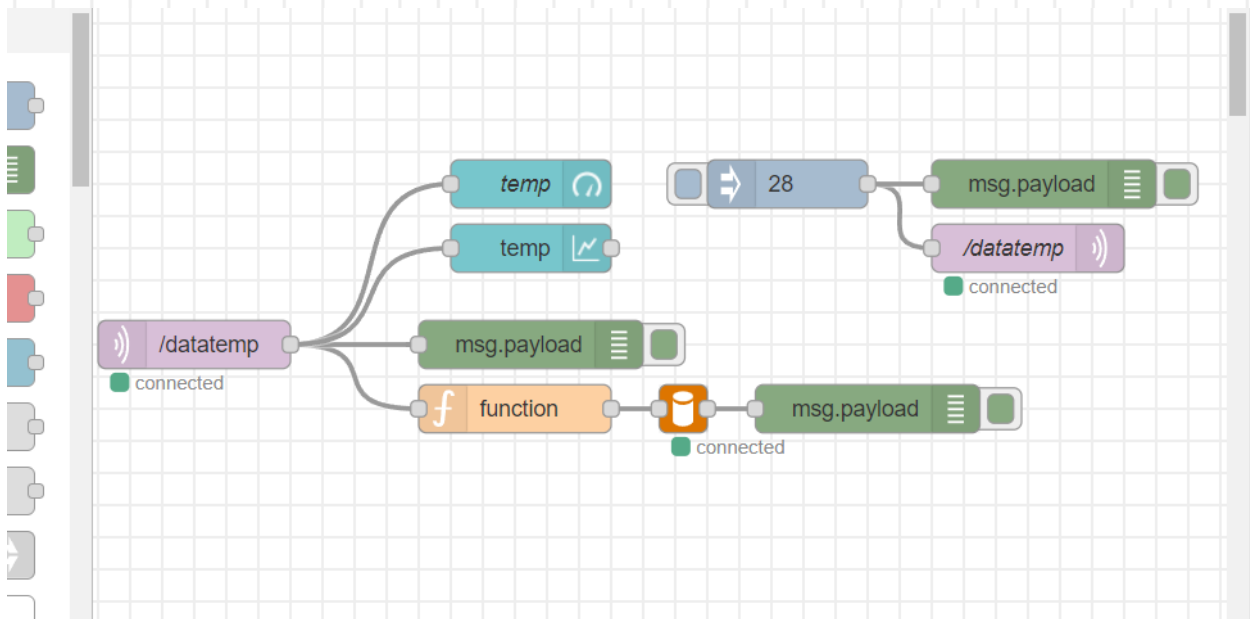 temp
28
msg.payload
temp
/datatemp
connected
/datatemp
msg.payload
connected
function
msg.payload
connected